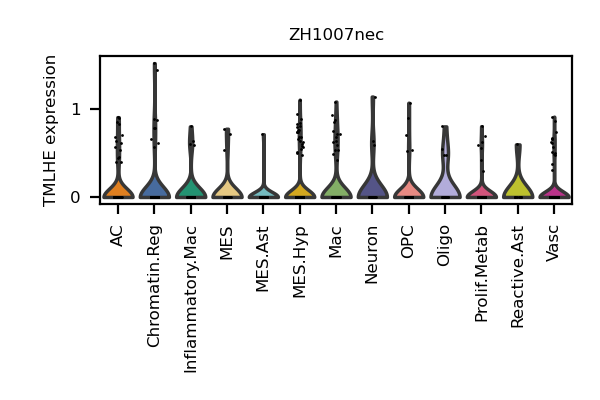 ZH1007nec
TMLHE expression
1
0
AC
Chromatin.Reg
Inflammatory.Mac
MES
MES.Ast
MES.Hyp
Mac
Neuron
OPC
Oligo
Prolif.Metab
Reactive.Ast
Vasc